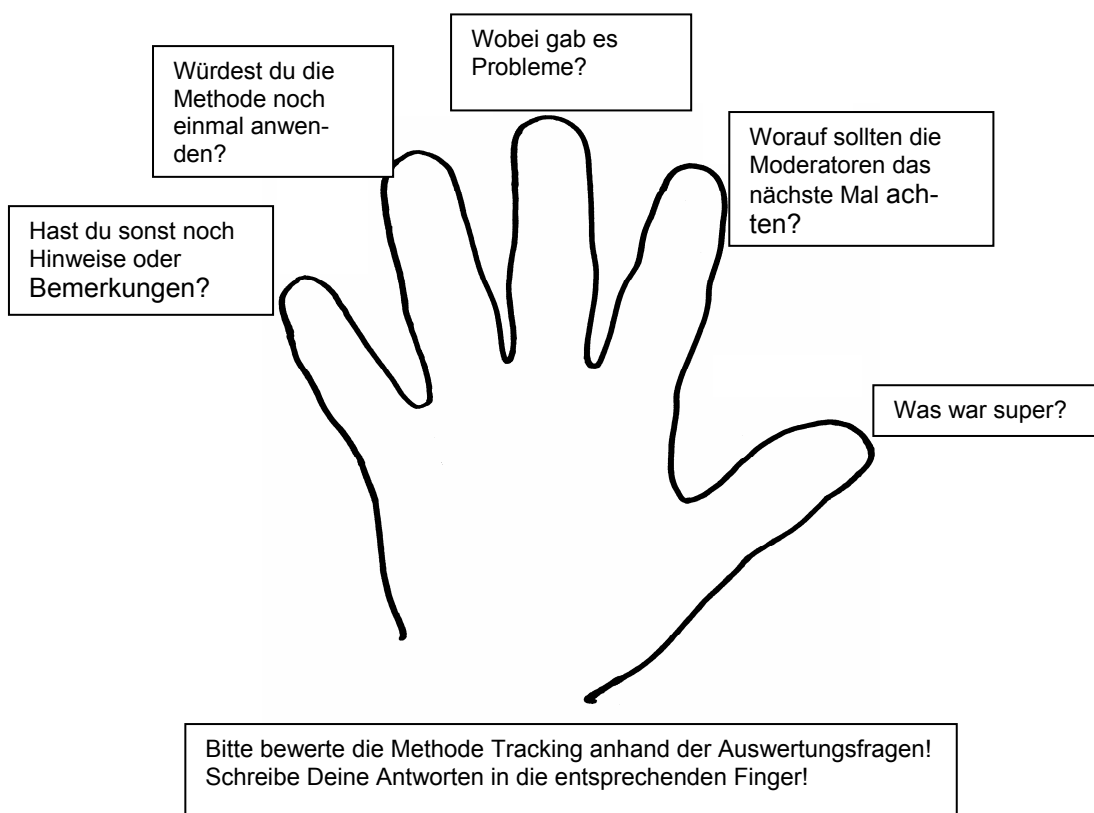 Wobei gab es
Probleme?
Würdest du die
Methode noch
einmal anwen-
den?
Worauf sollten die
Moderatoren das
nächste Mal ach-
ten?
Hast du sonst noch
Hinweise oder
Bemerkungen?
Was war super?
Bitte bewerte die Methode Tracking anhand der Auswertungsfragen!
Schreibe Deine Antworten in die entsprechenden Finger!